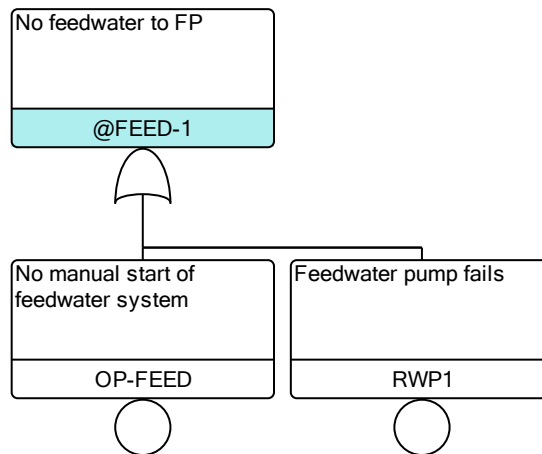 No feedwater to FP
@FEED-1
No manual start of
feedwater system
OP-FEED
Feedwater pump fails
RWP1